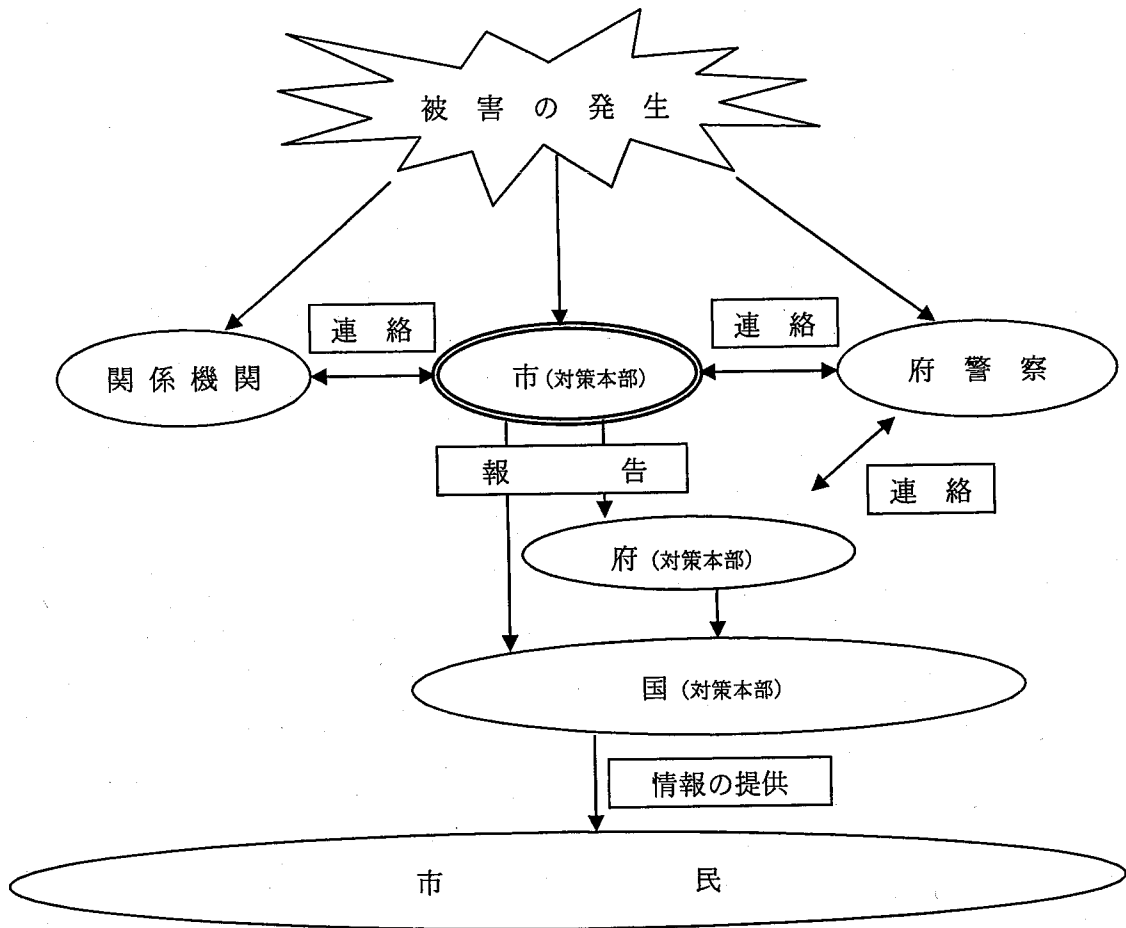 被害の発生
連絡
連絡
関係機関
市(対策本部)
府警察
報告
連絡
府(対策本部)
国(対策本部)
情報の提供
市民